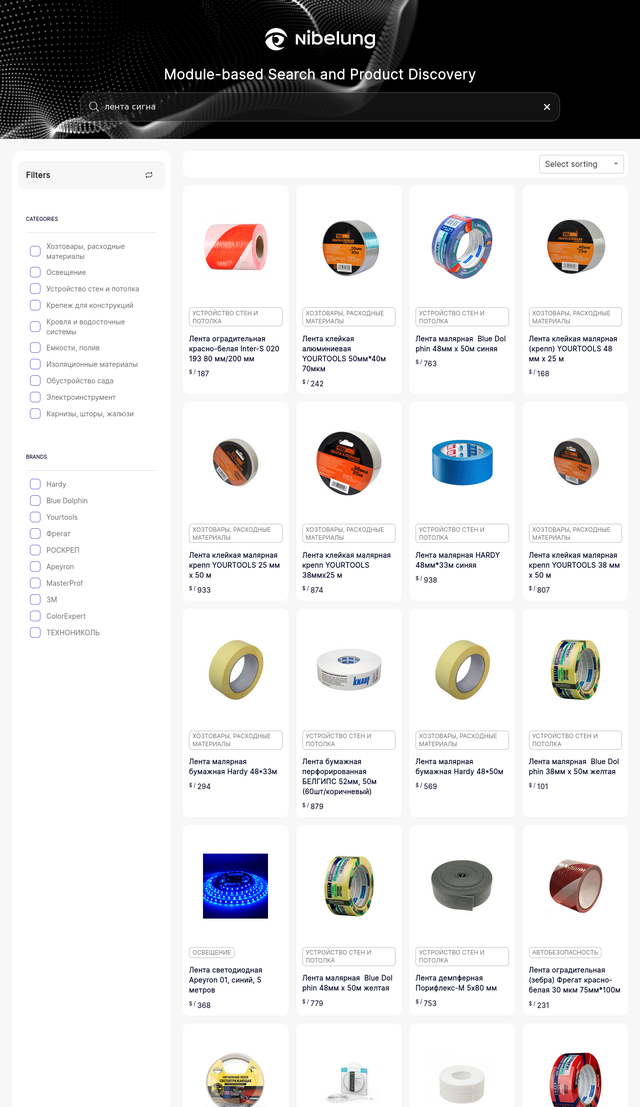 Nibelung
Module-based Search and Product Discovery
лента сигна
Filters
Select sorting
CATEGORIES
Хозтовары, расходные
материалы
Освещение
Устройство стен и потолка
Крепеж для конструкций
Кровля и водосточные
системы
Емкости, полив
Изоляционные материалы
Обустройство сада
Электроинструмент
Карнизы, шторы, жалюзи
BRANDS
Hardy
Blue Dolphin
Yourtools
Фрегат
РОСКРЕП
Apeyron
MasterProf
3M
ColorExpert
ТЕХНОНИКОЛЬ
УСТРОЙСТВО СТЕН И
ПОТОЛКА
Лента оградительная
красно-белая Inter-S 020
193 80 мм/200 мм
$ / 187
ХОЗТОВАРЫ, РАСХОДНЫЕ
МАТЕРИАЛЫ
Лента клейкая
алюминиевая
YOURTOOLS 50мм*40м
70мкм
$ / 242
УСТРОЙСТВО СТЕН И
ПОТОЛКА
Лента малярная Blue Dol
phin 48мм х 50м синяя
$ / 763
ХОЗТОВАРЫ, РАСХОДНЫЕ
МАТЕРИАЛЫ
Лента клейкая малярная
(крепп) YOURTOOLS 48
мм х 25 м
$ / 168
ХОЗТОВАРЫ, РАСХОДНЫЕ
МАТЕРИАЛЫ
Лента клейкая малярная
крепп YOURTOOLS 25 мм
х 50 м
$ / 933
ХОЗТОВАРЫ, РАСХОДНЫЕ
МАТЕРИАЛЫ
Лента клейкая малярная
крепп YOURTOOLS
38ммх25 м
$ / 874
УСТРОЙСТВО СТЕН И
ПОТОЛКА
Лента малярная HARDY
48мм*33м синяя
$ / 938
ХОЗТОВАРЫ, РАСХОДНЫЕ
МАТЕРИАЛЫ
Лента клейкая малярная
крепп YOURTOOLS 38 мм
х 50 м
$ / 807
ХОЗТОВАРЫ, РАСХОДНЫЕ
МАТЕРИАЛЫ
Лента малярная
бумажная Hardy 48*33м
$ / 294
KNAUF
УСТРОЙСТВО СТЕН И
ПОТОЛКА
Лента бумажная
перфорированная
БЕЛГИПС 52мм, 50м
(60шт/коричневый)
$ / 879
ХОЗТОВАРЫ, РАСХОДНЫЕ
МАТЕРИАЛЫ
Лента малярная
бумажная Hardy 48*50м
$ / 569
УСТРОЙСТВО СТЕН И
ПОТОЛКА
Лента малярная Blue Dol
phin 38мм х 50м желтая
$ / 101
ОСВЕЩЕНИЕ
Лента светодиодная
Apeyron 01, синий, 5
метров
$ / 368
УСТРОЙСТВО СТЕН И
ПОТОЛКА
Лента малярная Blue Dol
phin 48мм х 50м желтая
$ / 779
УСТРОЙСТВО СТЕН И
ПОТОЛКА
Лента демпферная
Порифлекс-М 5х80 мм
$ / 753
АВТОБЕЗОПАСНОСТЬ
Лента оградительная
(зебра) Фрегат красно-
белая 30 мкм 75мм*100м
$ / 231